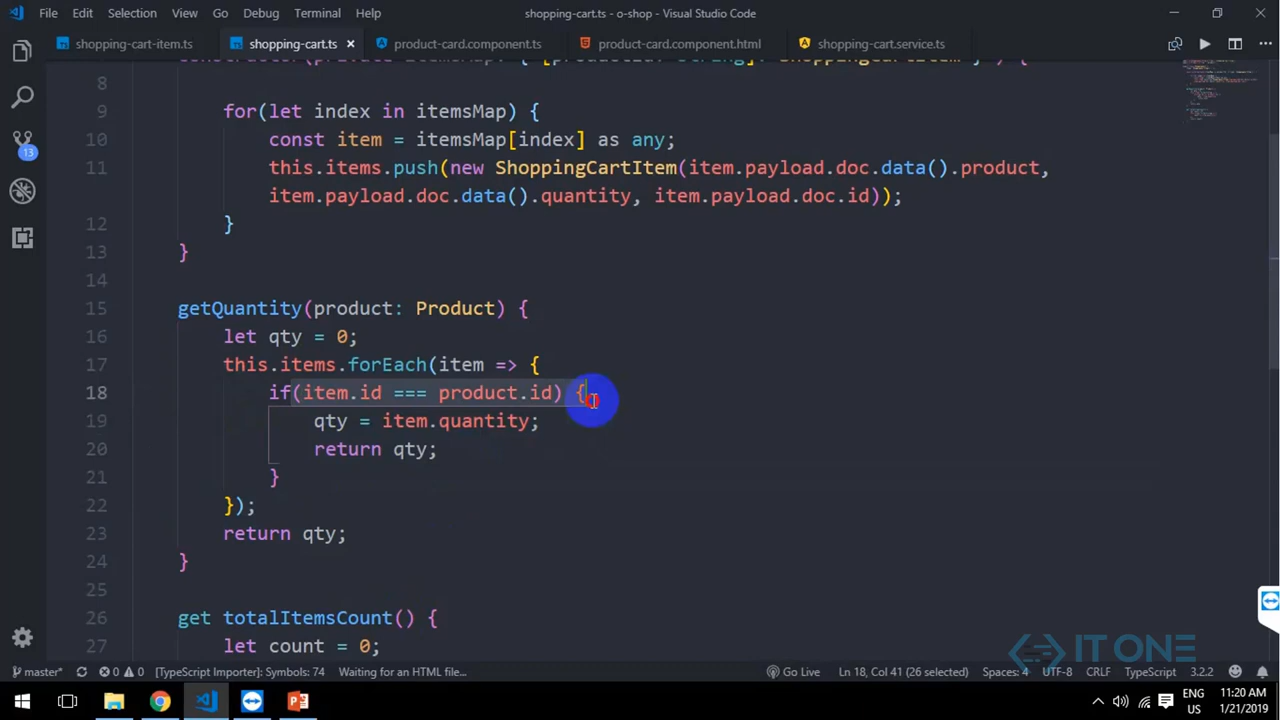 File Edit Selection View Go Debug Terminal Help
shopping-cart.ts - o-shop - Visual Studio Code
shopping-cart-item.ts
shopping-cart.ts
product-card.component.ts
product-card.component.html
shopping-cart.service.ts
8
9 for(let index in itemsMap) {
10 const item = itemsMap[index] as any;
11 this.items.push(new ShoppingCartItem(item.payload.doc.data().product,
item.payload.doc.data().quantity, item.payload.doc.id));
12 }
13 }
14
15 getQuantity(product: Product) {
16 let qty = 0;
17 this.items.forEach(item => {
18 if(item.id === product.id) {
19 qty = item.quantity;
20 return qty;
21 }
22 });
23 return qty;
24 }
25
26 get totalItemsCount() {
27 let count = 0;
13
IT ONE
master* 0 0 [TypeScript Importer]: Symbols: 74 Waiting for an HTML file... Go Live Ln 18, Col 41 (26 selected) Spaces: 4 UTF-8 CRLF TypeScript 3.2.2
ENG
US
11:20 AM
1/21/2019